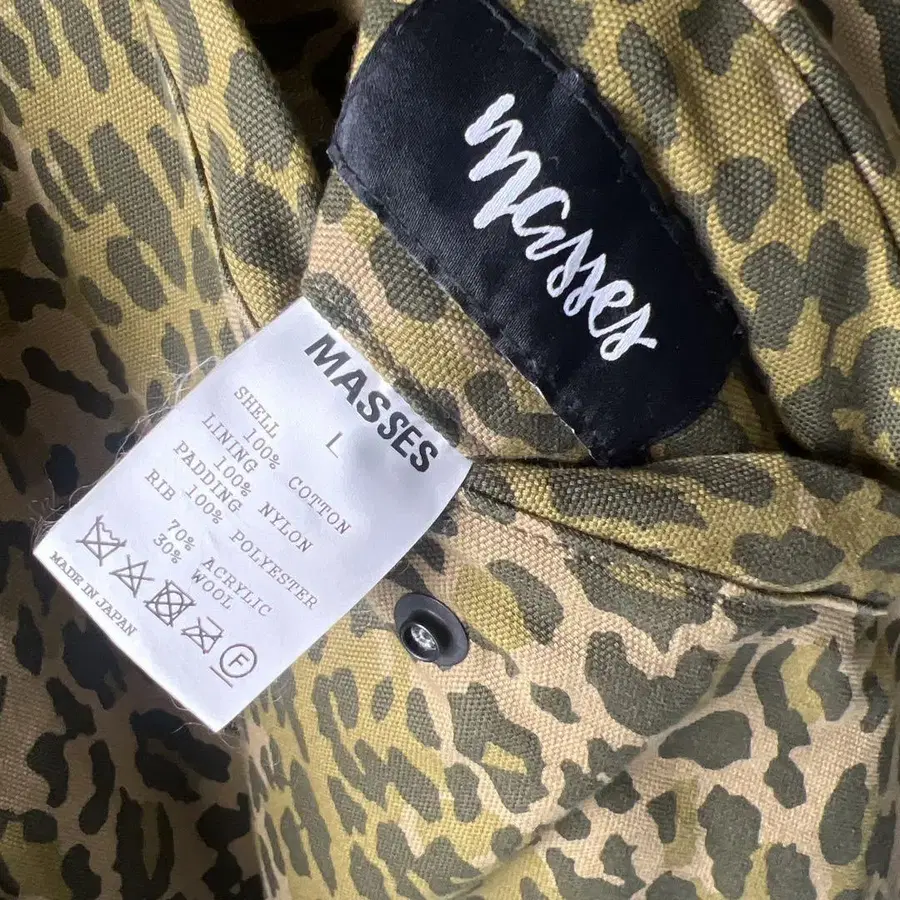 masses
MASSES
L
SHELL
100% COTTON
LINING
100% NYLON
PADDING
100% POLYESTER
RIB
70% ACRYLIC
30% WOOL
F
MADE IN JAPAN